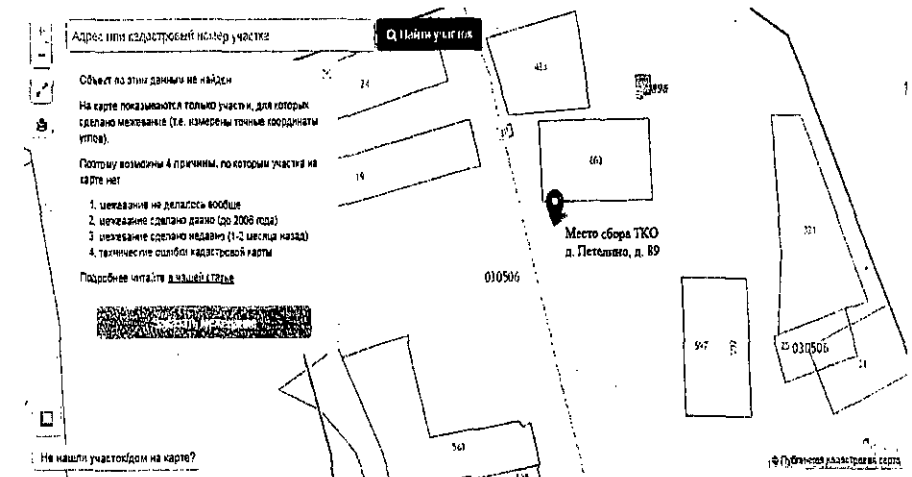 Адрес или кадастровый номер участка
Найти участок
Объект по этим данным не найден
На карте показываются только участки, для которых
сделано межевание (т.е. измерены точные координаты
углов).
Поэтому возможны 4 причины, по которым участка на
карте нет
1. межевание не делалось вообще
2. межевание сделано давно (до 2008 года)
3. межевание сделано недавно (1-2 месяца назад)
4. технические ошибки кадастровой карты
Подробнее читайте в нашей статье
Не нашли участок/дом на карте?
24
19
898
Место сбора ТКО
д. Петелино, д. 89
030506
597
25 030506
561
© Публичная кадастровая карта